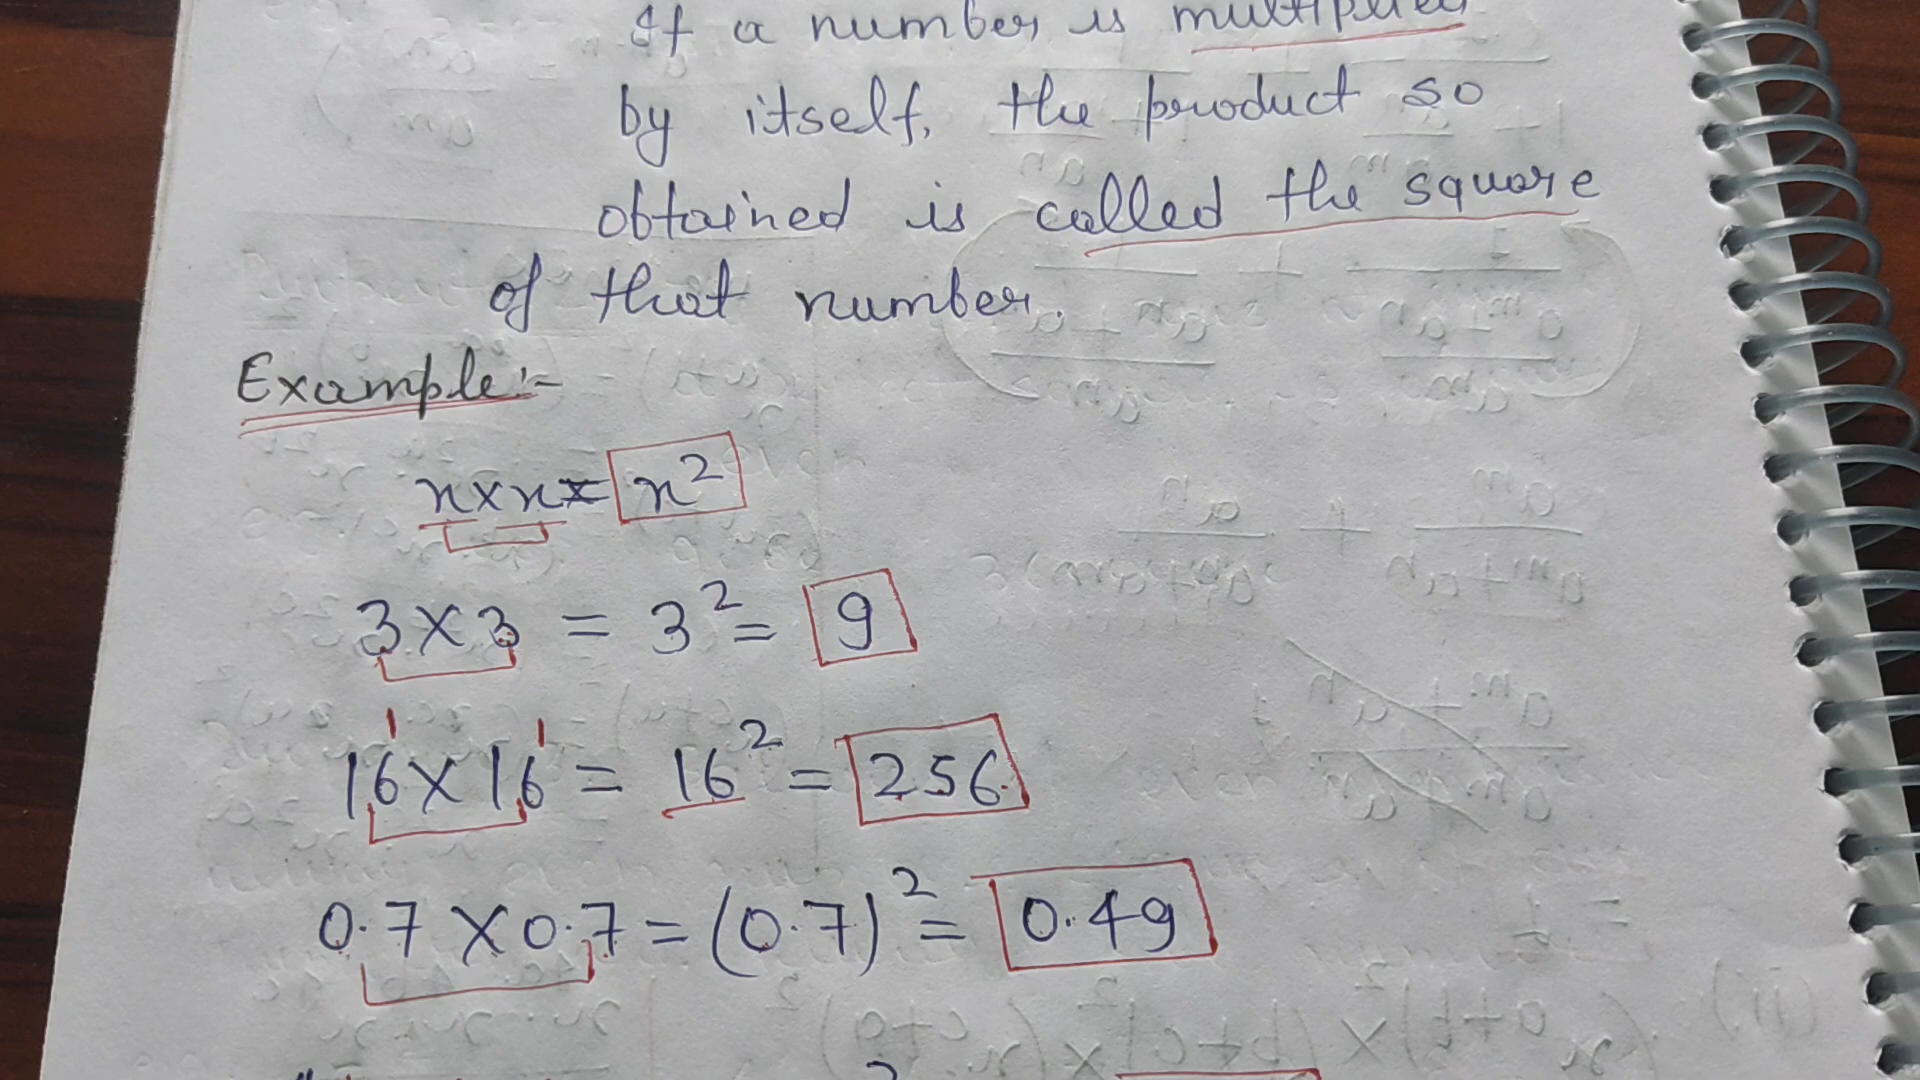 If a number is multiplied
by itself, the product so
obtained is called the square
of that number.
Example:-
x × x = x²
3 × 3 = 3² = 9
16 × 16 = 16² = 256
0.7 × 0.7 = (0.7)² = 0.49